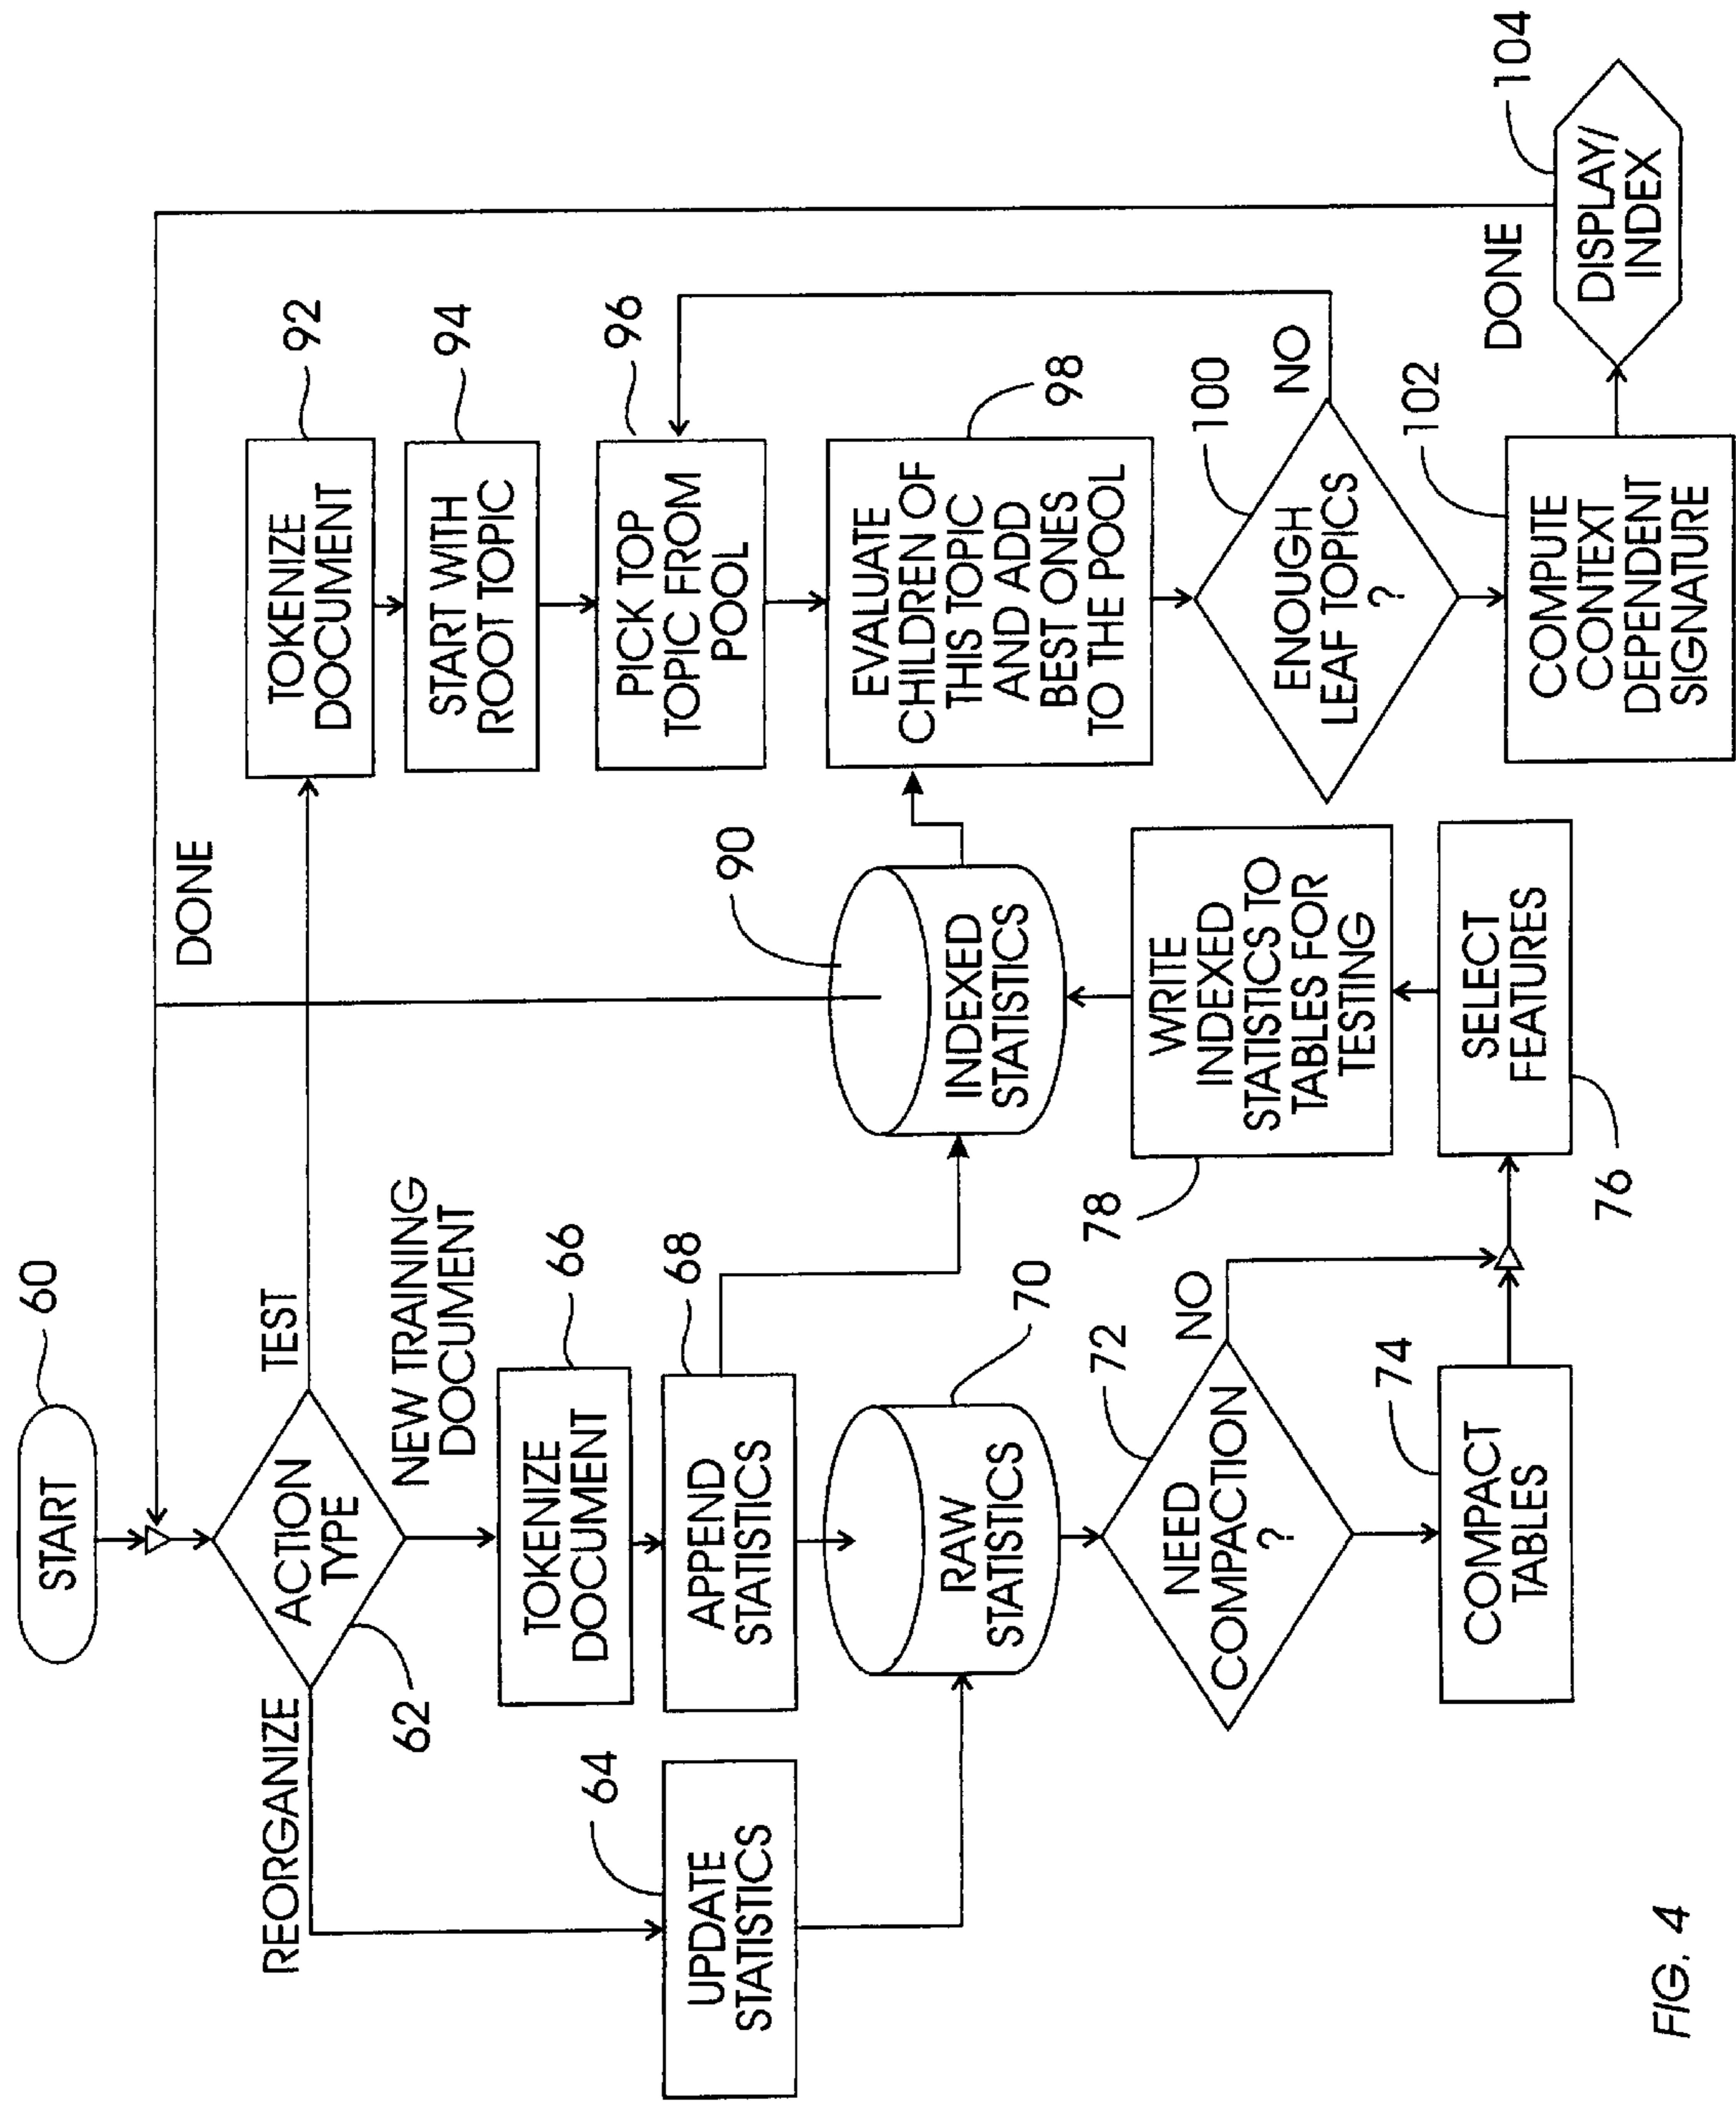 START
60
ACTION
TYPE
62
REORGANIZE
TEST
NEW TRAINING
DOCUMENT
DONE
UPDATE
STATISTICS
64
TOKENIZE
DOCUMENT
66
APPEND
STATISTICS
68
RAW
STATISTICS
70
NEED
COMPACTION
?
72
NO
COMPACT
TABLES
74
SELECT
FEATURES
76
WRITE
INDEXED
STATISTICS TO
TABLES FOR
TESTING
78
INDEXED
STATISTICS
90
TOKENIZE
DOCUMENT
92
START WITH
ROOT TOPIC
94
PICK TOP
TOPIC FROM
POOL
96
EVALUATE
CHILDREN OF
THIS TOPIC
AND ADD
BEST ONES
TO THE POOL
98
ENOUGH
LEAF TOPICS
?
100
NO
COMPUTE
CONTEXT
DEPENDENT
SIGNATURE
102
DONE
DISPLAY/
INDEX
104
FIG. 4